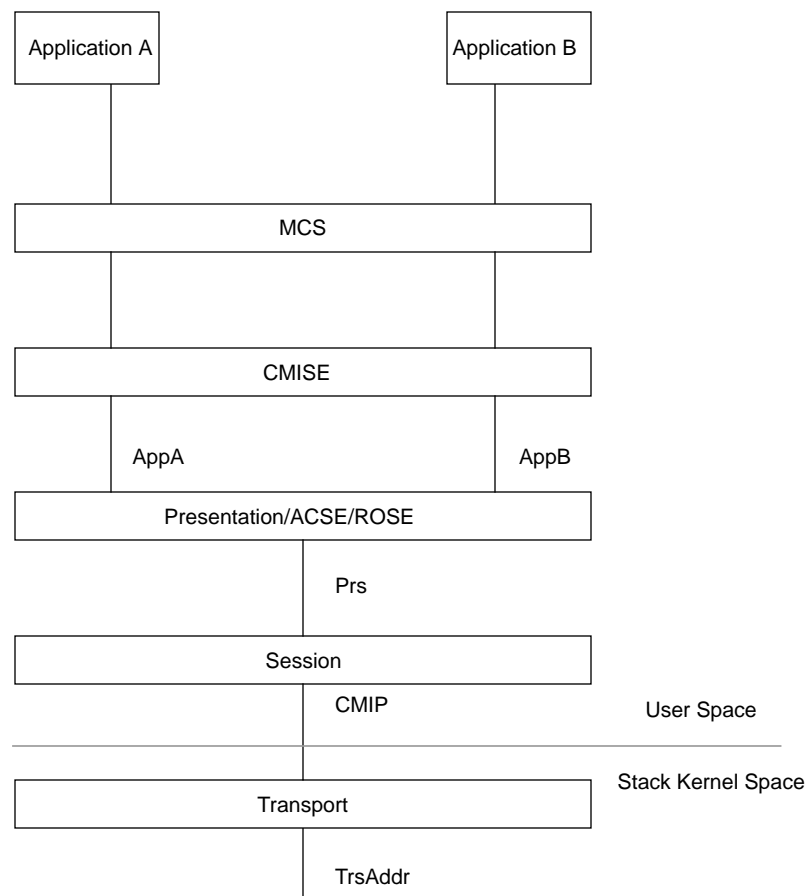 Application A
Application B
MCS
CMISE
AppA
AppB
Presentation/ACSE/ROSE
Prs
Session
CMIP
User Space
Stack Kernel Space
Transport
TrsAddr